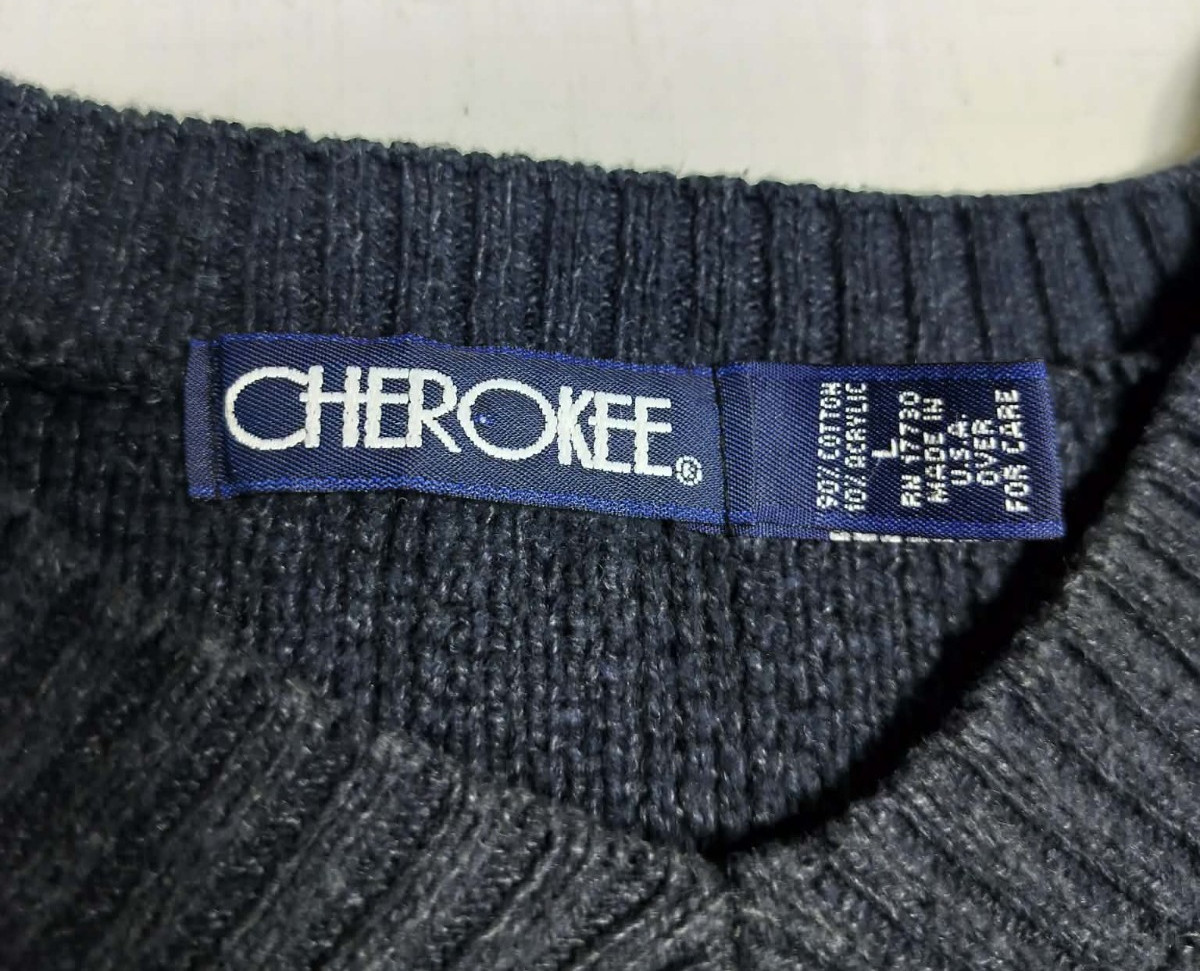 CHEROKEE®
90% COTTON
10% ACRYLIC
L
RN 17730
MADE IN
U.S.A.
OVER
FOR CARE